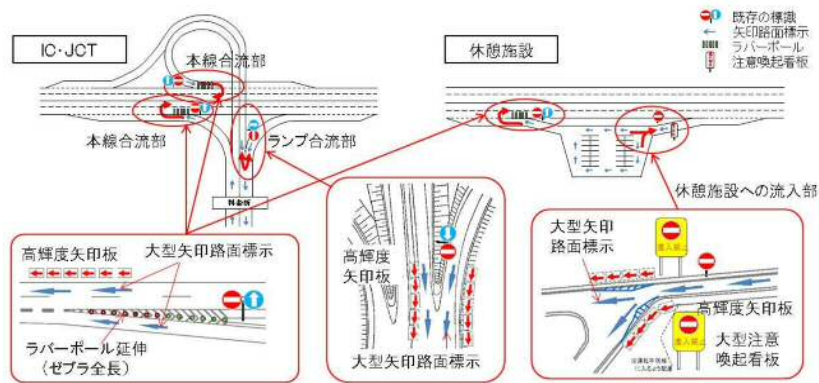 IC・JCT
本線合流部
本線合流部
ランプ合流部
料金所
休憩施設
既存の標識
矢印路面標示
ラバーポール
注意喚起看板
休憩施設への流入部
高輝度矢印板
大型矢印路面標示
ラバーポール延伸
(ゼブラ全長)
高輝度
矢印板
大型矢印路面標示
大型矢印
路面標示
進入禁止
高輝度矢印板
進入禁止
大型注意
喚起看板